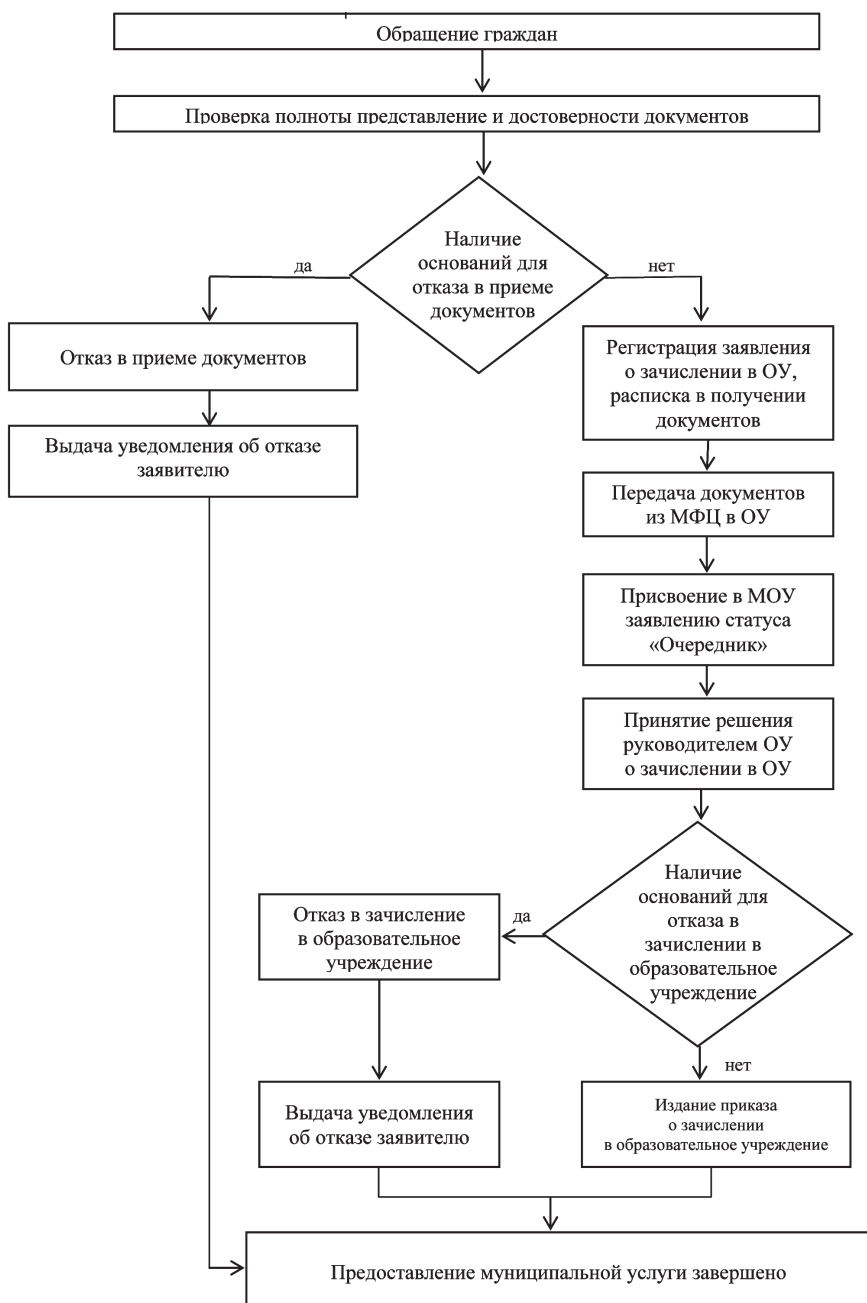 Обращение граждан
Проверка полноты представление и достоверности документов
Наличие
оснований для
отказа в приеме
документов
да
нет
Отказ в приеме документов
Выдача уведомления об отказе
заявителю
Регистрация заявления
о зачислении в ОУ,
расписка в получении
документов
Передача документов
из МФЦ в ОУ
Присвоение в МОУ
заявлению статуса
«Очередник»
Принятие решения
руководителем ОУ
о зачислении в ОУ
Наличие
оснований для
отказа в
зачислении в
образовательное
учреждение
да
Отказ в зачисление
в образовательное
учреждение
нет
Выдача уведомления
об отказе заявителю
Издание приказа
о зачислении
в образовательное учреждение
Предоставление муниципальной услуги завершено